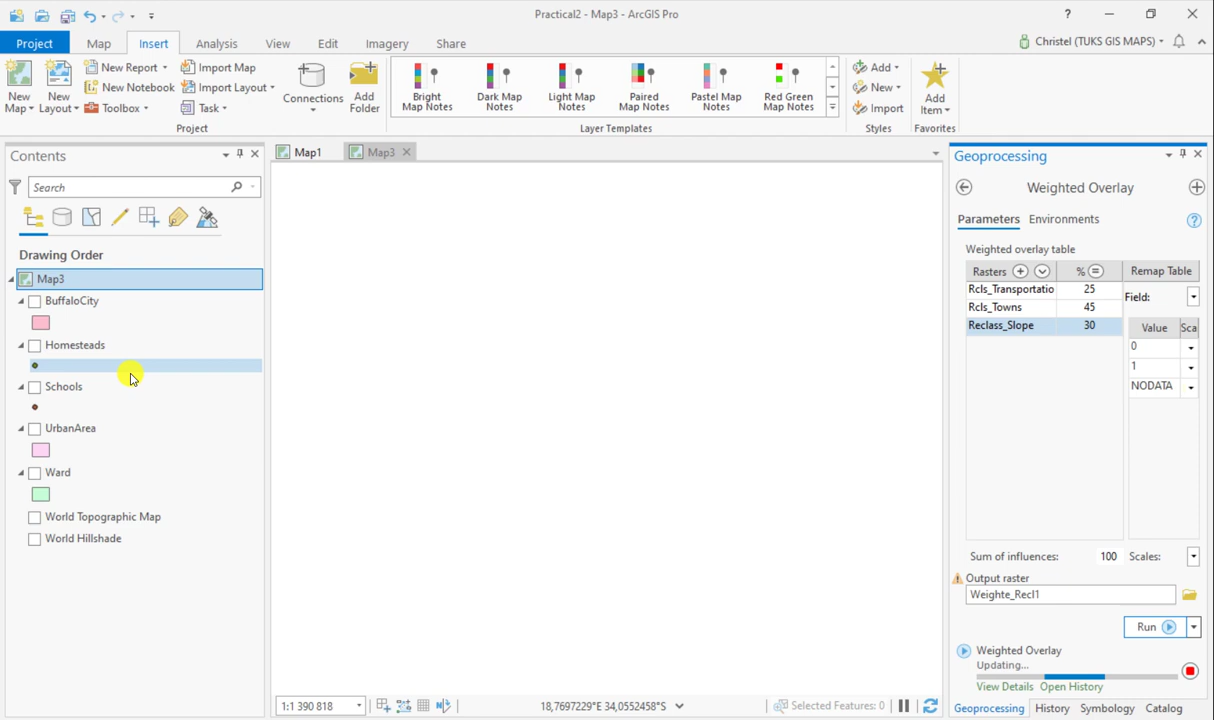 Practical2 - Map3 - ArcGIS Pro
?
Project Map Insert Analysis View Edit Imagery Share
Christel (TUKS GIS MAPS)
New Map
New Layout
New Report
New Notebook
Toolbox
Import Map
Import Layout
Task
Connections
Add Folder
Project
Bright Map Notes
Dark Map Notes
Light Map Notes
Paired Map Notes
Pastel Map Notes
Red Green Map Notes
Layer Templates
Add
New
Import
Styles
Add Item
Favorites
Contents
Search
Drawing Order
Map3
BuffaloCity
Homesteads
Schools
UrbanArea
Ward
World Topographic Map
World Hillshade
Map1
Map3
1:1 390 818
18,7697229°E 34,0552458°S
Selected Features: 0
Geoprocessing
Weighted Overlay
Parameters Environments
?
Weighted overlay table
Rasters % Remap Table
Rcls_Transportatio 25
Rcls_Towns 45
Reclass_Slope 30
Field:
Value Sca
0
1
NODATA
Sum of influences: 100 Scales:
Output raster
Weighte_Recl1
Run
Weighted Overlay
Updating...
View Details Open History
Geoprocessing History Symbology Catalog